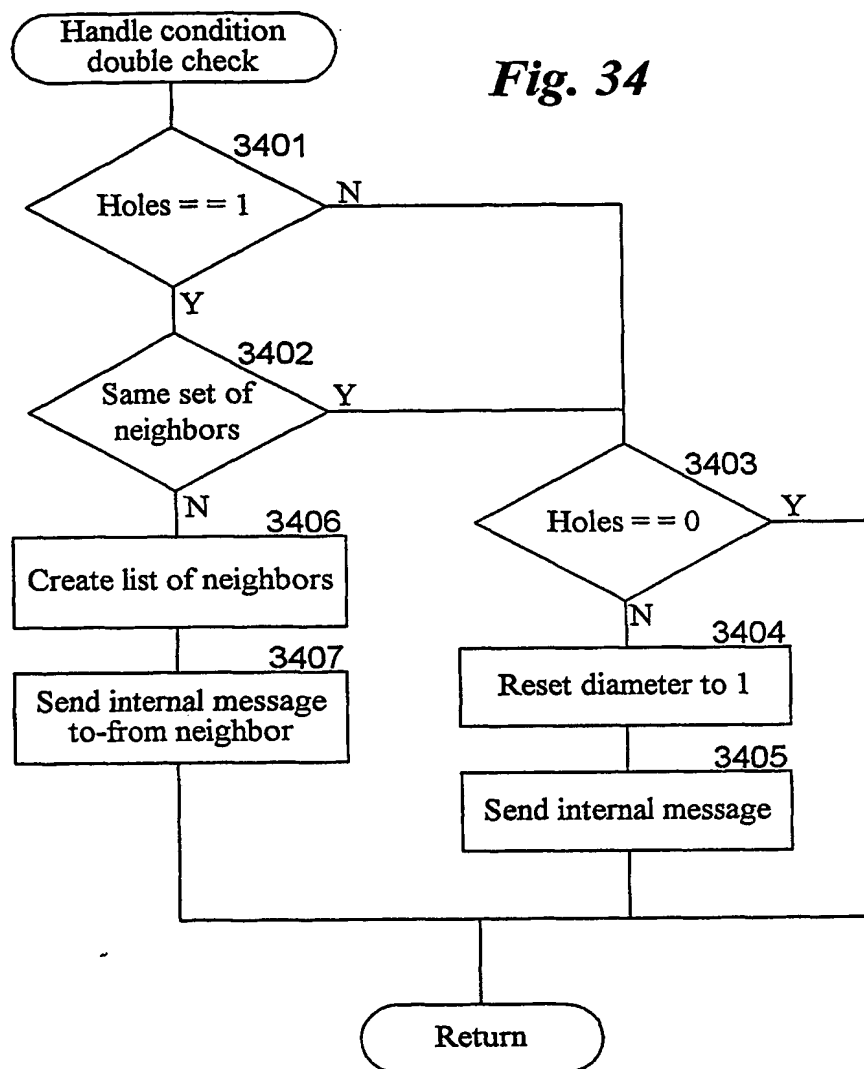 Handle condition
double check
Fig. 34
3401
Holes = = 1
N
Y
3402
Same set of
neighbors
Y
N
3403
Holes = = 0
Y
N
3406
Create list of neighbors
3404
Reset diameter to 1
3407
Send internal message
to-from neighbor
3405
Send internal message
Return